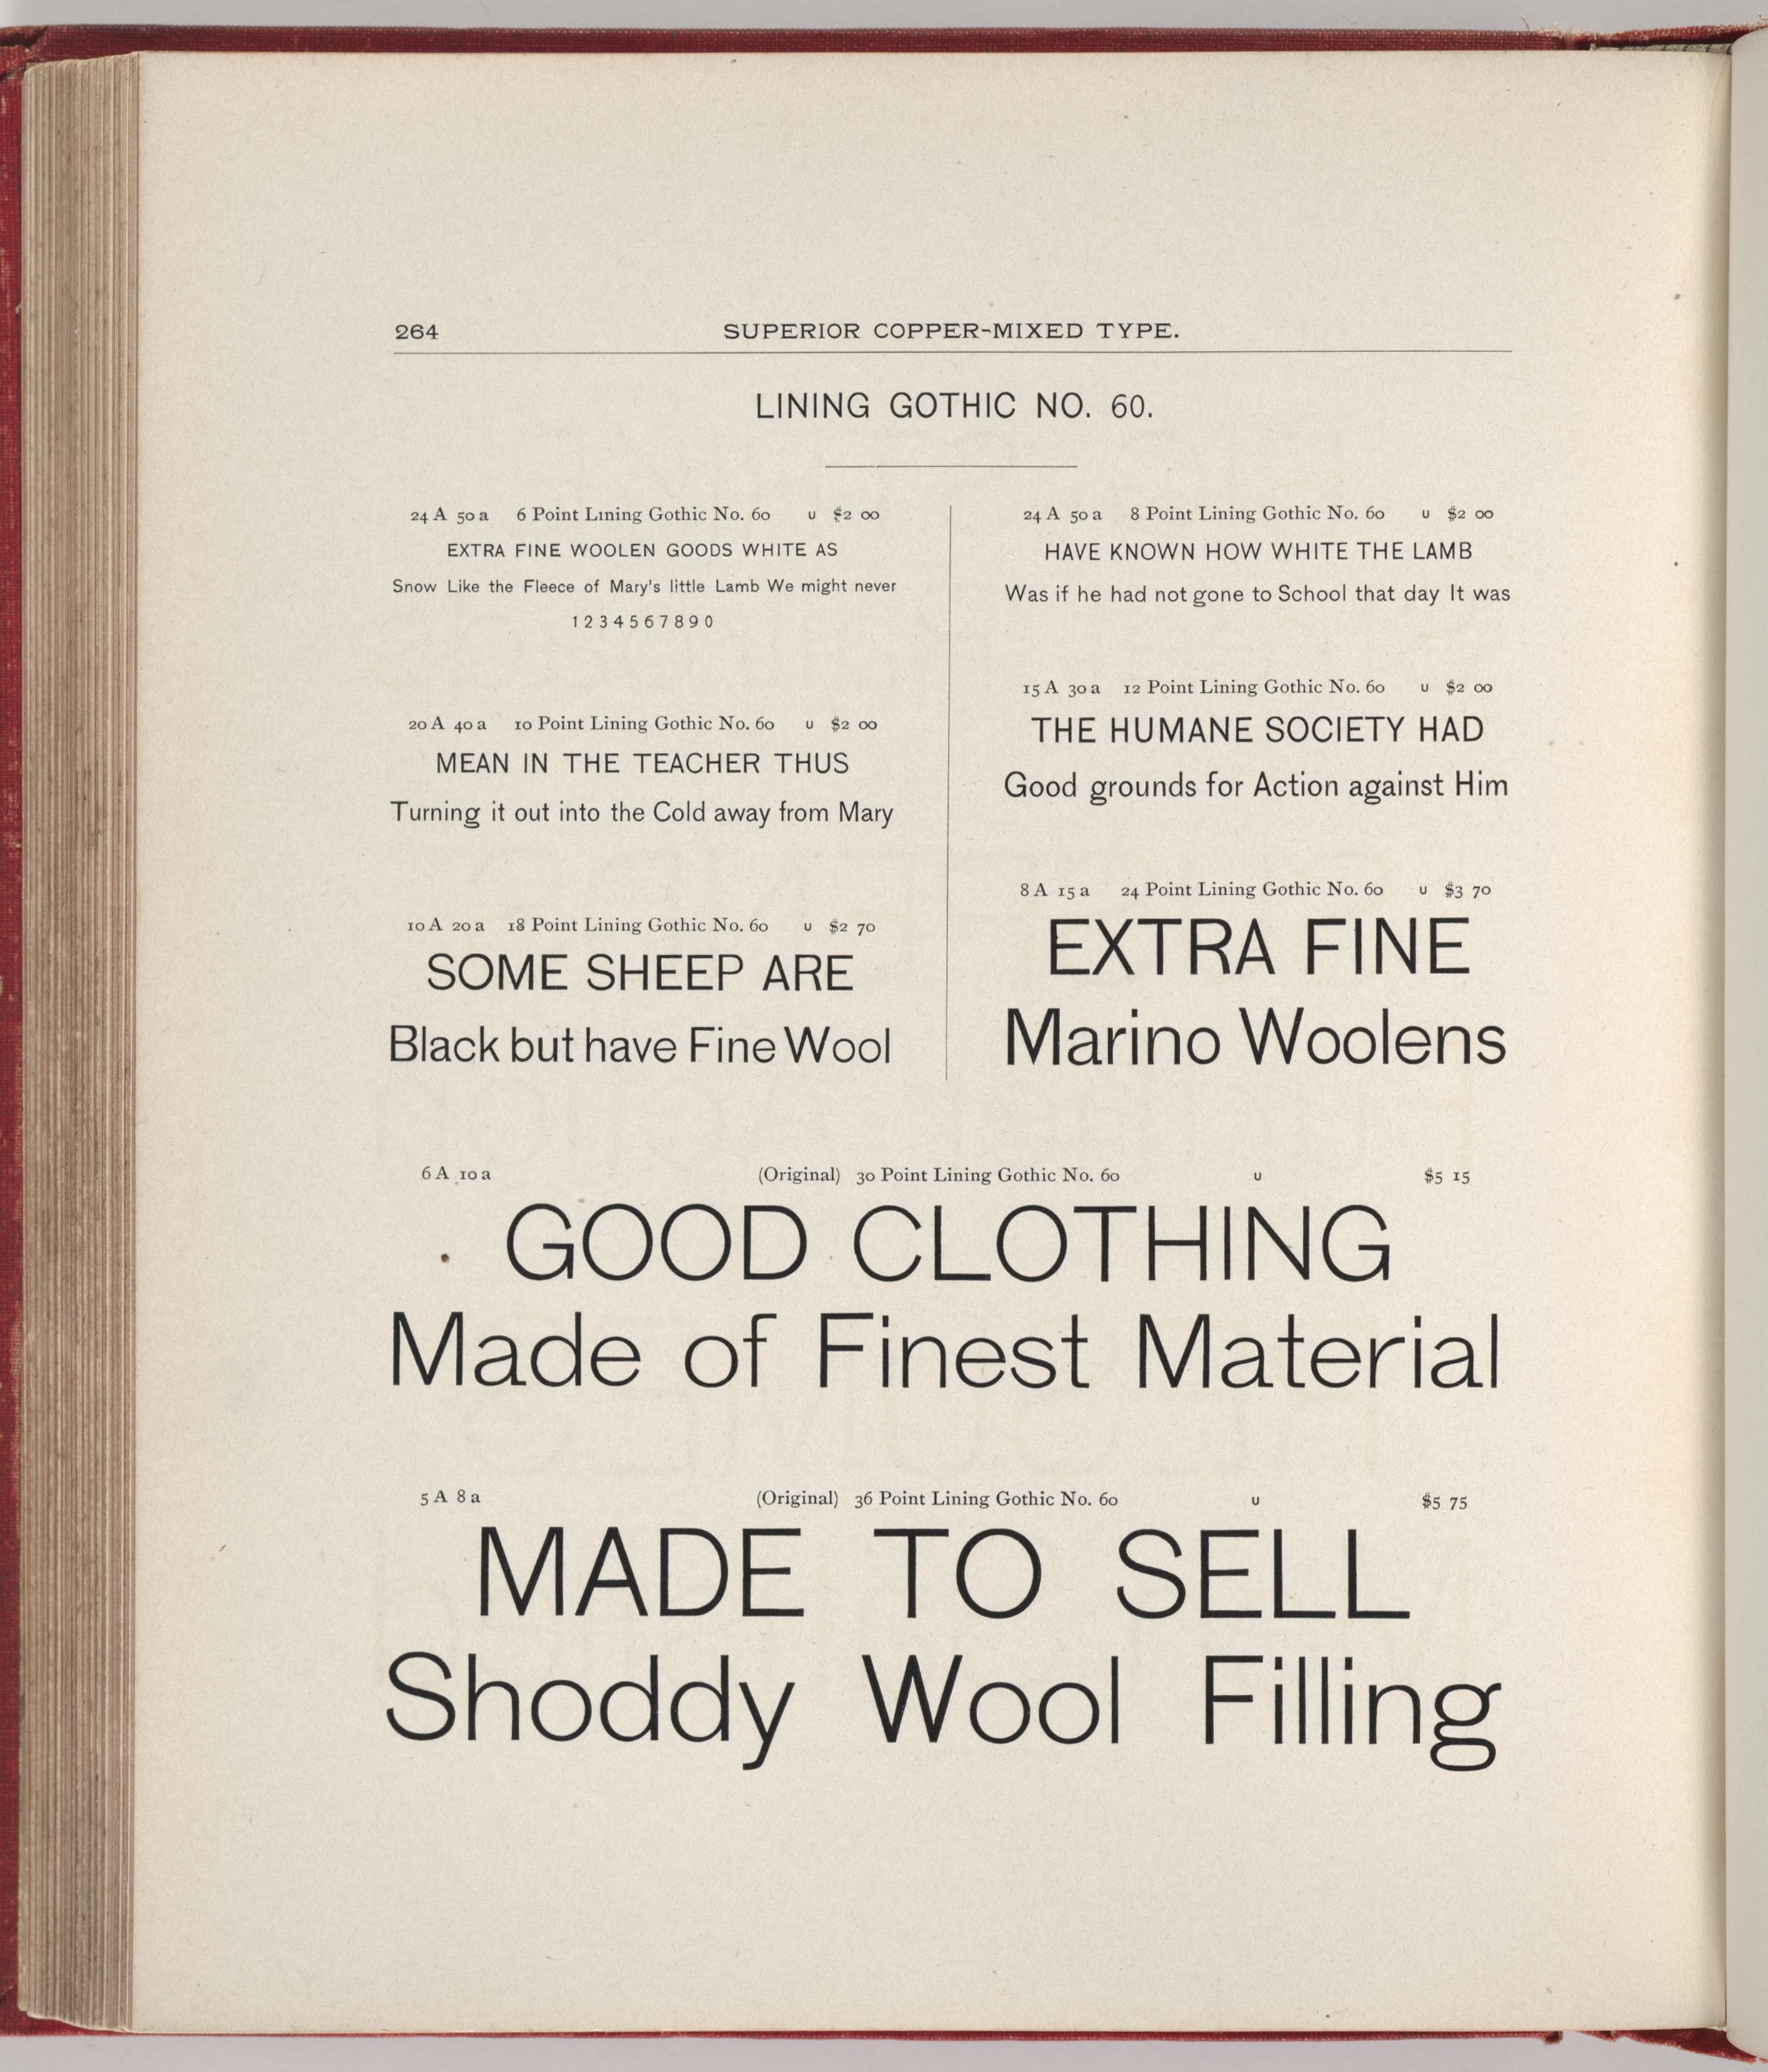 264 SUPERIOR COPPER-MIXED TYPE.
LINING GOTHIC NO. 60.
24 A 50 a 6 Point Lining Gothic No. 60 U $2 00
EXTRA FINE WOOLEN GOODS WHITE AS
Snow Like the Fleece of Mary's little Lamb We might never
1 2 3 4 5 6 7 8 9 0
24 A 50 a 8 Point Lining Gothic No. 60 U $2 00
HAVE KNOWN HOW WHITE THE LAMB
Was if he had not gone to School that day It was
20 A 40 a 10 Point Lining Gothic No. 60 U $2 00
MEAN IN THE TEACHER THUS
Turning it out into the Cold away from Mary
15 A 30 a 12 Point Lining Gothic No. 60 U $2 00
THE HUMANE SOCIETY HAD
Good grounds for Action against Him
10 A 20 a 18 Point Lining Gothic No. 60 U $2 70
SOME SHEEP ARE
Black but have Fine Wool
8 A 15 a 24 Point Lining Gothic No. 60 U $3 70
EXTRA FINE
Marino Woolens
6 A 10 a (Original) 30 Point Lining Gothic No. 60 U $5 15
GOOD CLOTHING
Made of Finest Material
5 A 8 a (Original) 36 Point Lining Gothic No. 60 U $5 75
MADE TO SELL
Shoddy Wool Filling